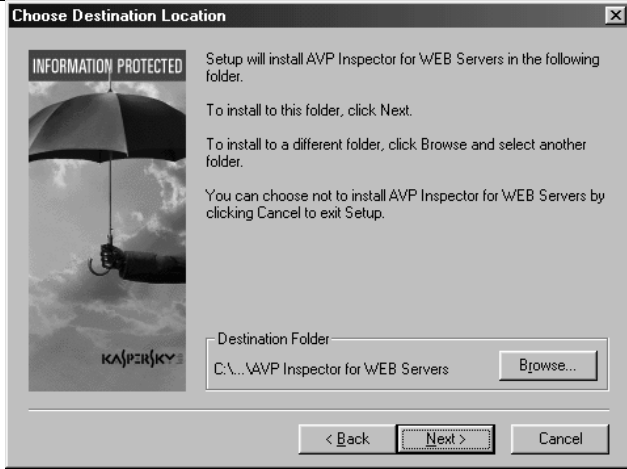 Choose Destination Location
INFORMATION PROTECTED
KASPERSKY
Setup will install AVP Inspector for WEB Servers in the following
folder.
To install to this folder, click Next.
To install to a different folder, click Browse and select another
folder.
You can choose not to install AVP Inspector for WEB Servers by
clicking Cancel to exit Setup.
Destination Folder
C:\...\AVP Inspector for WEB Servers
Browse...
< Back
Next >
Cancel